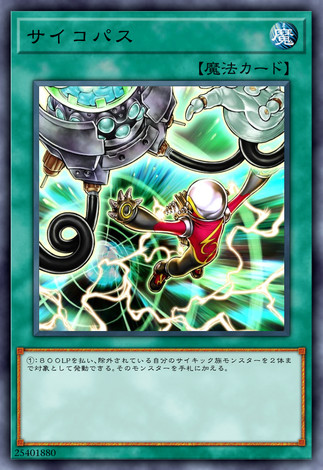 サイコパス
魔
【魔法カード】
①:８００LPを払い、除外されている自分のサイキック族モンスターを２体ま
で対象として発動できる。そのモンスターを手札に加える。
25401880